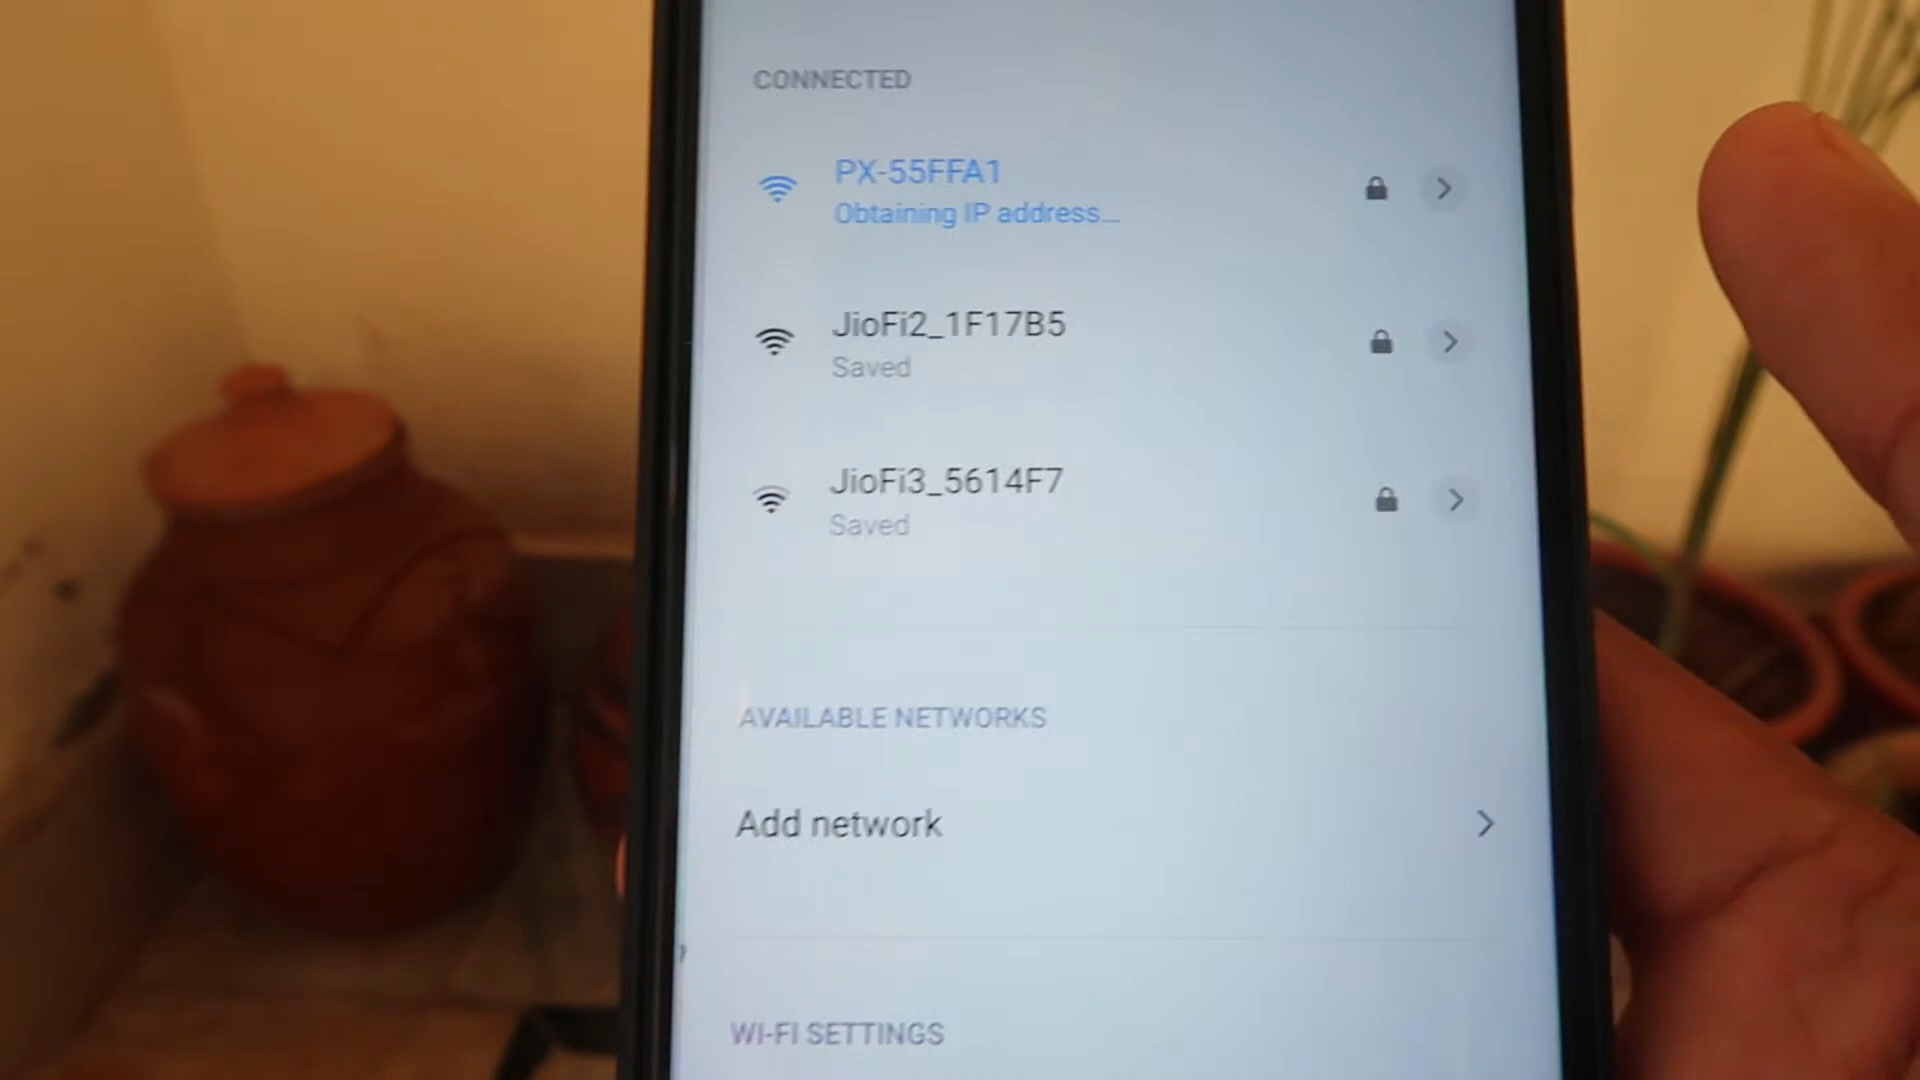 CONNECTED
PX-55FFA1
Obtaining IP address...
JioFi2_1F17B5
Saved
JioFi3_5614F7
Saved
AVAILABLE NETWORKS
Add network
WI-FI SETTINGS